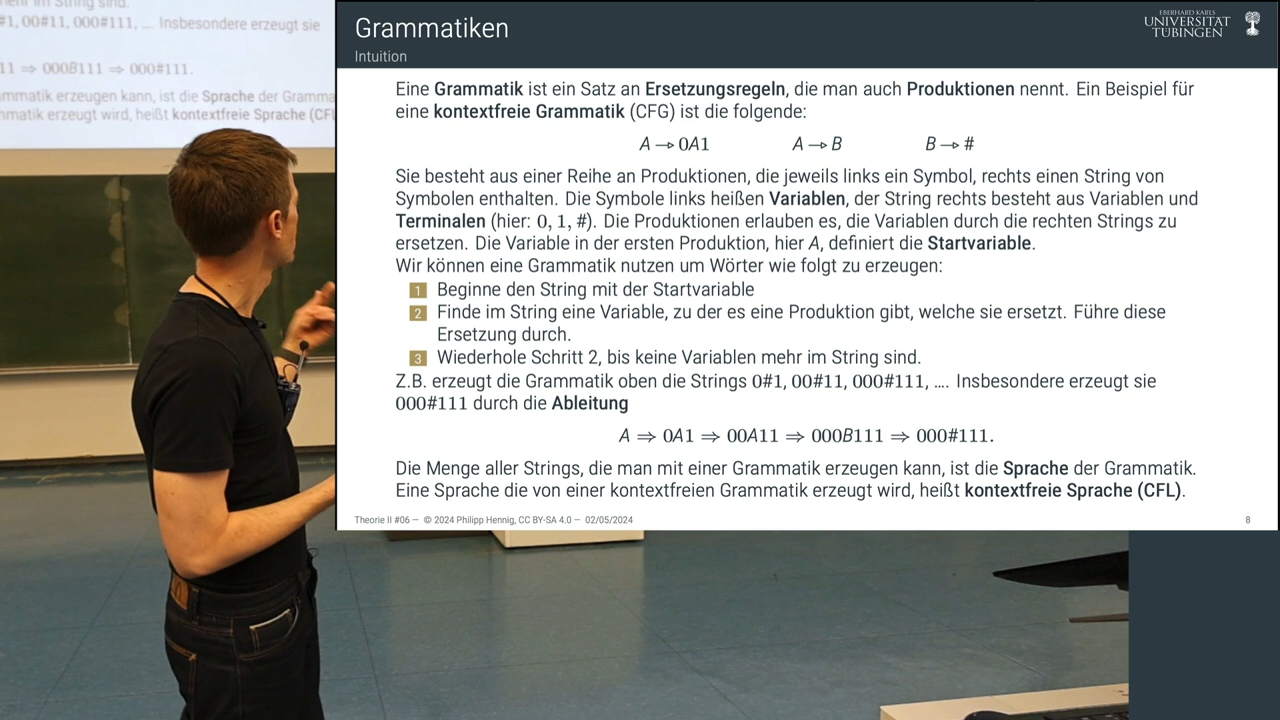 #1, 00#11, 000#111, .... Insbesondere erzeugt sie
11 ⇒ 000B111 ⇒ 000#111.
kann, ist die Sprache der
erzeugt wird, heißt kontextfreie Sprache
Grammatiken
Intuition
EBERHARD KARLS
UNIVERSITAT
TUBINGEN
Eine Grammatik ist ein Satz an Ersetzungsregeln, die man auch Produktionen nennt. Ein Beispiel für
eine kontextfreie Grammatik (CFG) ist die folgende:
A → 0A1 A → B B → #
Sie besteht aus einer Reihe an Produktionen, die jeweils links ein Symbol, rechts einen String von
Symbolen enthalten. Die Symbole links heißen Variablen, der String rechts besteht aus Variablen und
Terminalen (hier: 0, 1, #). Die Produktionen erlauben es, die Variablen durch die rechten Strings zu
ersetzen. Die Variable in der ersten Produktion, hier A, definiert die Startvariable.
Wir können eine Grammatik nutzen um Wörter wie folgt zu erzeugen:
1 Beginne den String mit der Startvariable
2 Finde im String eine Variable, zu der es eine Produktion gibt, welche sie ersetzt. Führe diese
Ersetzung durch.
3 Wiederhole Schritt 2, bis keine Variablen mehr im String sind.
Z.B. erzeugt die Grammatik oben die Strings 0#1, 00#11, 000#111, .... Insbesondere erzeugt sie
000#111 durch die Ableitung
A ⇒ 0A1 ⇒ 00A11 ⇒ 000B111 ⇒ 000#111.
Die Menge aller Strings, die man mit einer Grammatik erzeugen kann, ist die Sprache der Grammatik.
Eine Sprache die von einer kontextfreien Grammatik erzeugt wird, heißt kontextfreie Sprache (CFL).
Theorie II #06 — © 2024 Philipp Hennig, CC BY-SA 4.0 — 02/05/2024
8